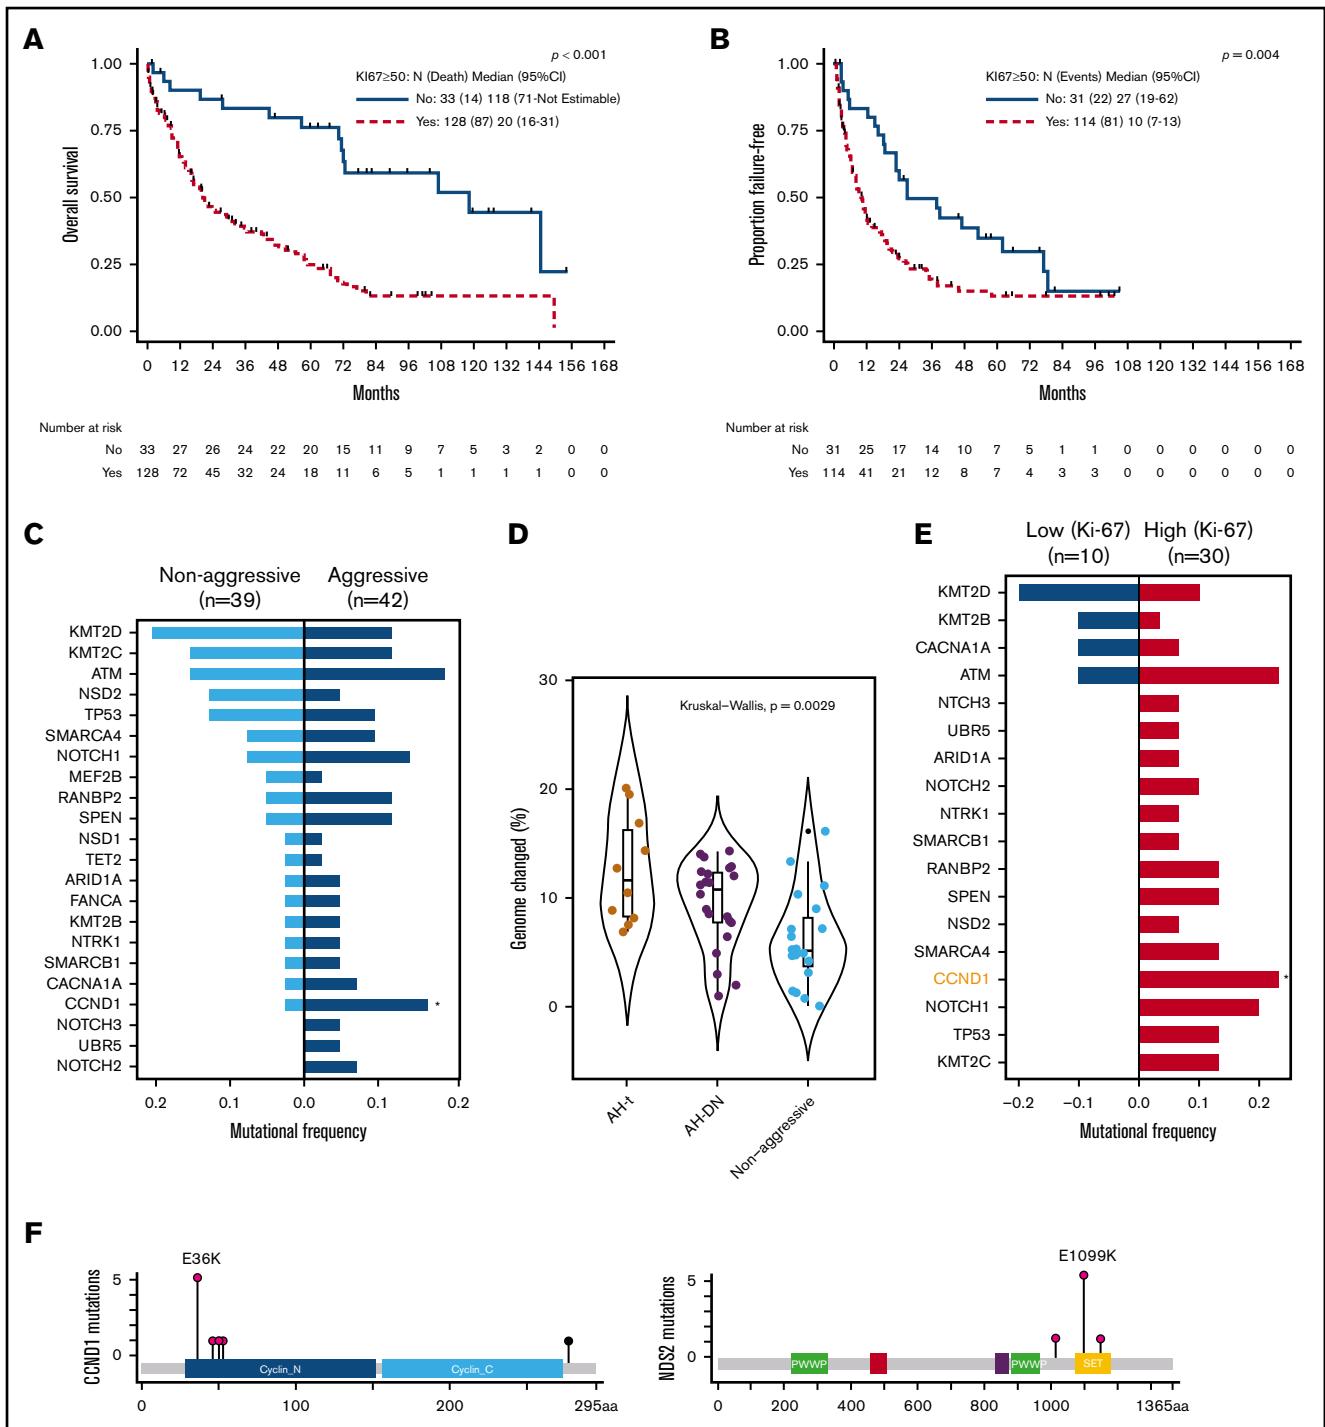 A
p < 0.001
KI67≥50: N (Death) Median (95%CI)
No: 33 (14) 118 (71-Not Estimable)
Yes: 128 (87) 20 (16-31)
Overall survival
1.00
0.75
0.50
0.25
0.00
0 12 24 36 48 60 72 84 96 108 120 132 144 156 168
Months
Number at risk
No 33 27 26 24 22 20 15 11 9 7 5 3 2 0 0
Yes 128 72 45 32 24 18 11 6 5 1 1 1 1 0 0
B
p = 0.004
KI67≥50: N (Events) Median (95%CI)
No: 31 (22) 27 (19-62)
Yes: 114 (81) 10 (7-13)
Proportion failure-free
1.00
0.75
0.50
0.25
0.00
0 12 24 36 48 60 72 84 96 108 120 132 144 156 168
Months
Number at risk
No 31 25 17 14 10 7 5 1 1 0 0 0 0 0 0
Yes 114 41 21 12 8 7 4 3 3 0 0 0 0 0 0
C
Non-aggressive Aggressive
(n=39) (n=42)
KMT2D
KMT2C
ATM
NSD2
TP53
SMARCA4
NOTCH1
MEF2B
RANBP2
SPEN
NSD1
TET2
ARID1A
FANCA
KMT2B
NTRK1
SMARCB1
CACNA1A
CCND1 *
NOTCH3
UBR5
NOTCH2
0.2 0.1 0.0 0.1 0.2
Mutational frequency
D
Kruskal–Wallis, p = 0.0029
Genome changed (%)
30
20
10
0
AH-t
AH-DN
Non-aggressive
E
Low (Ki-67) High (Ki-67)
(n=10) (n=30)
KMT2D
KMT2B
CACNA1A
ATM
NTCH3
UBR5
ARID1A
NOTCH2
NTRK1
SMARCB1
RANBP2
SPEN
NSD2
SMARCA4
CCND1 *
NOTCH1
TP53
KMT2C
−0.2 −0.1 0.0 0.1 0.2
Mutational frequency
F
E36K
CCND1 mutations
5
0
Cyclin_N
Cyclin_C
0 100 200 295aa
E1099K
NDS2 mutations
5
0
PWWP
PWWP
SET
0 200 400 600 800 1000 1365aa